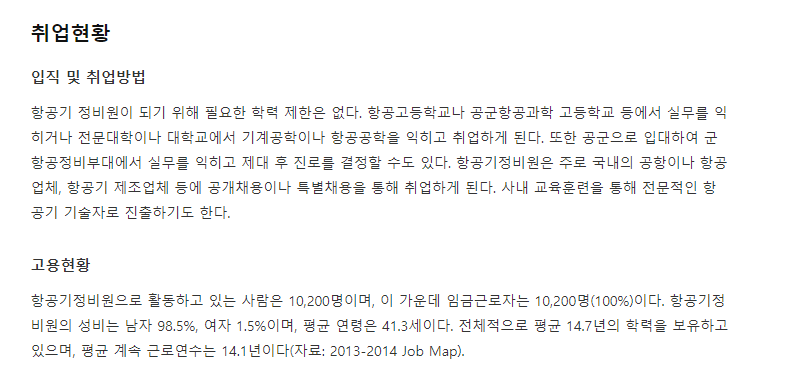 취업현황
입직 및 취업방법
항공기 정비원이 되기 위해 필요한 학력 제한은 없다. 항공고등학교나 공군항공과학 고등학교 등에서 실무를 익
히거나 전문대학이나 대학교에서 기계공학이나 항공공학을 익히고 취업하게 된다. 또한 공군으로 입대하여 군
항공정비부대에서 실무를 익히고 제대 후 진로를 결정할 수도 있다. 항공기정비원은 주로 국내의 공항이나 항공
업체, 항공기 제조업체 등에 공개채용이나 특별채용을 통해 취업하게 된다. 사내 교육훈련을 통해 전문적인 항
공기 기술자로 진출하기도 한다.
고용현황
항공기정비원으로 활동하고 있는 사람은 10,200명이며, 이 가운데 임금근로자는 10,200명(100%)이다. 항공기정
비원의 성비는 남자 98.5%, 여자 1.5%이며, 평균 연령은 41.3세이다. 전체적으로 평균 14.7년의 학력을 보유하고
있으며, 평균 계속 근로연수는 14.1년이다(자료: 2013-2014 Job Map).